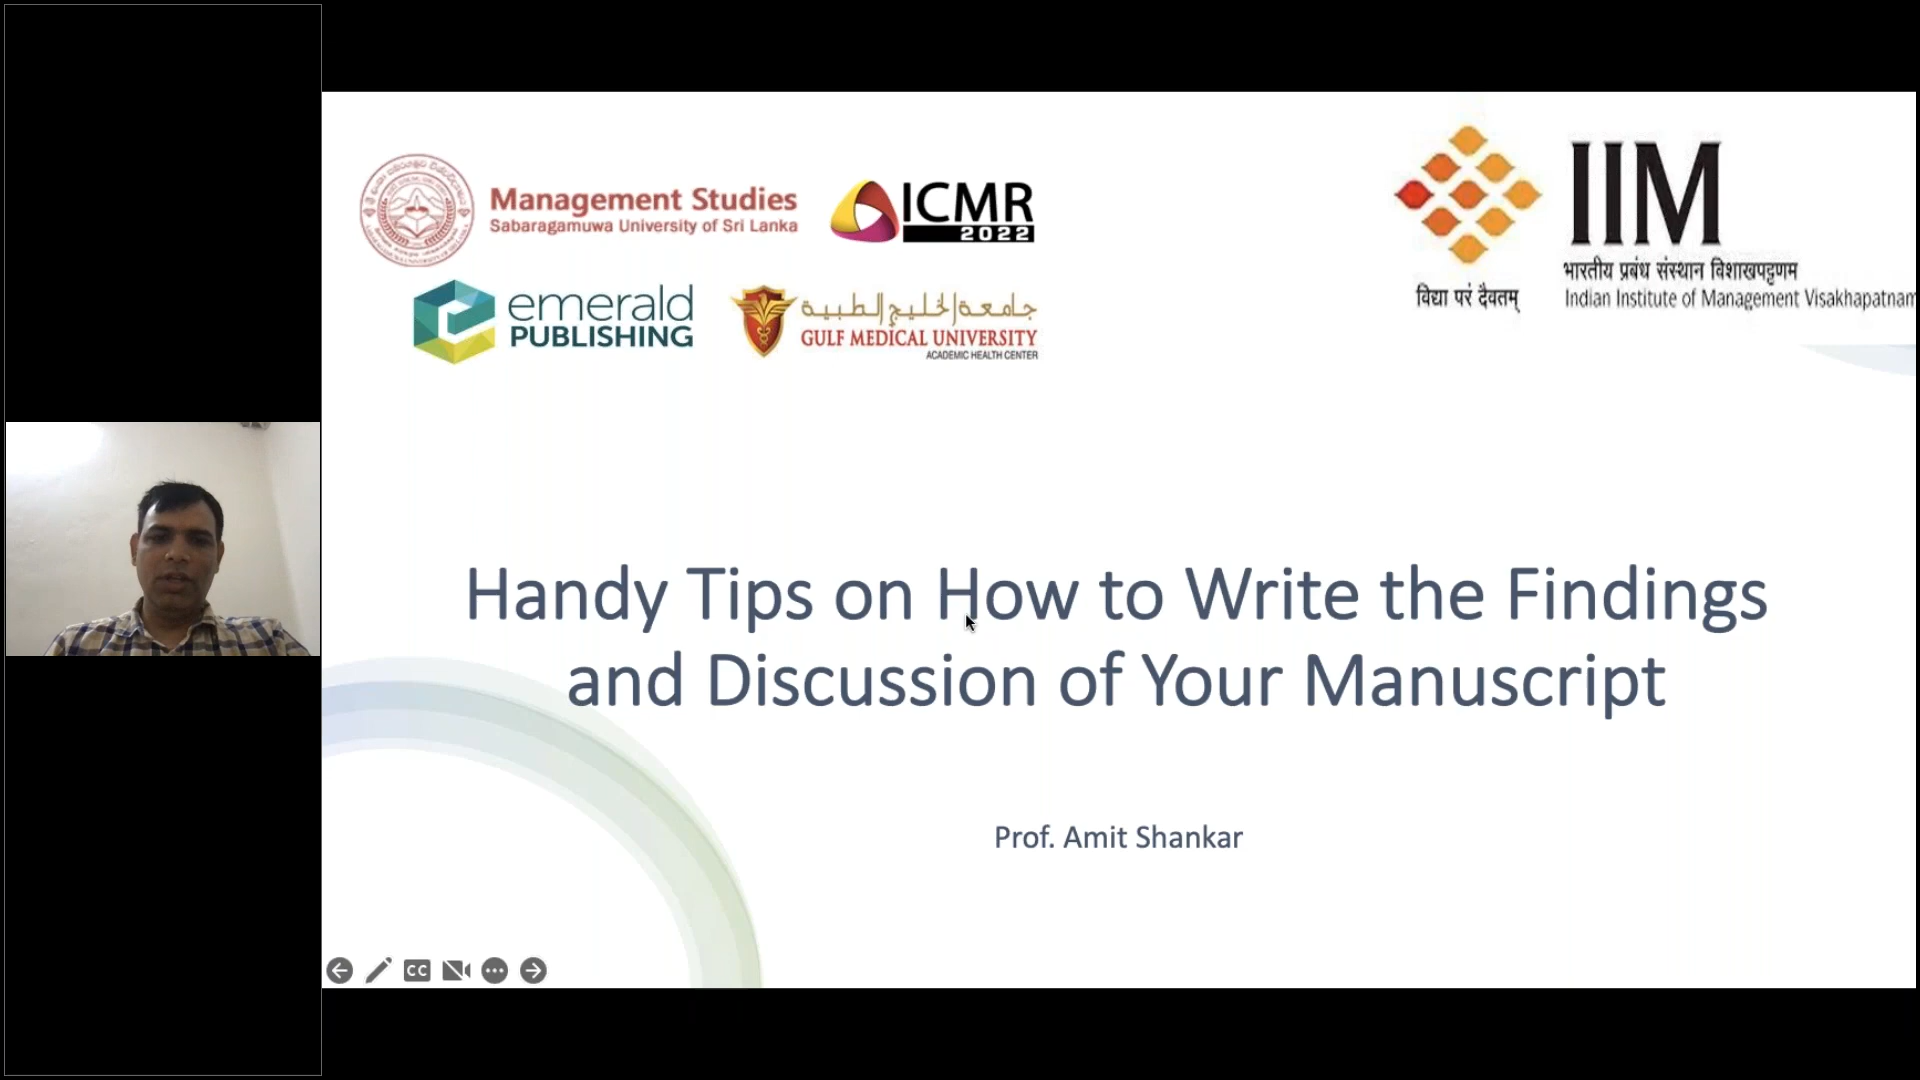 Management Studies
Sabaragamuwa University of Sri Lanka
ICMR
2022
emerald
PUBLISHING
جامعة الخليج الطبية
GULF MEDICAL UNIVERSITY
ACADEMIC HEALTH CENTER
विद्या परं दैवतम्
IIM
भारतीय प्रबंध संस्थान विशाखपट्टणम
Indian Institute of Management Visakhapatnam
Handy Tips on How to Write the Findings
and Discussion of Your Manuscript
Prof. Amit Shankar
CC